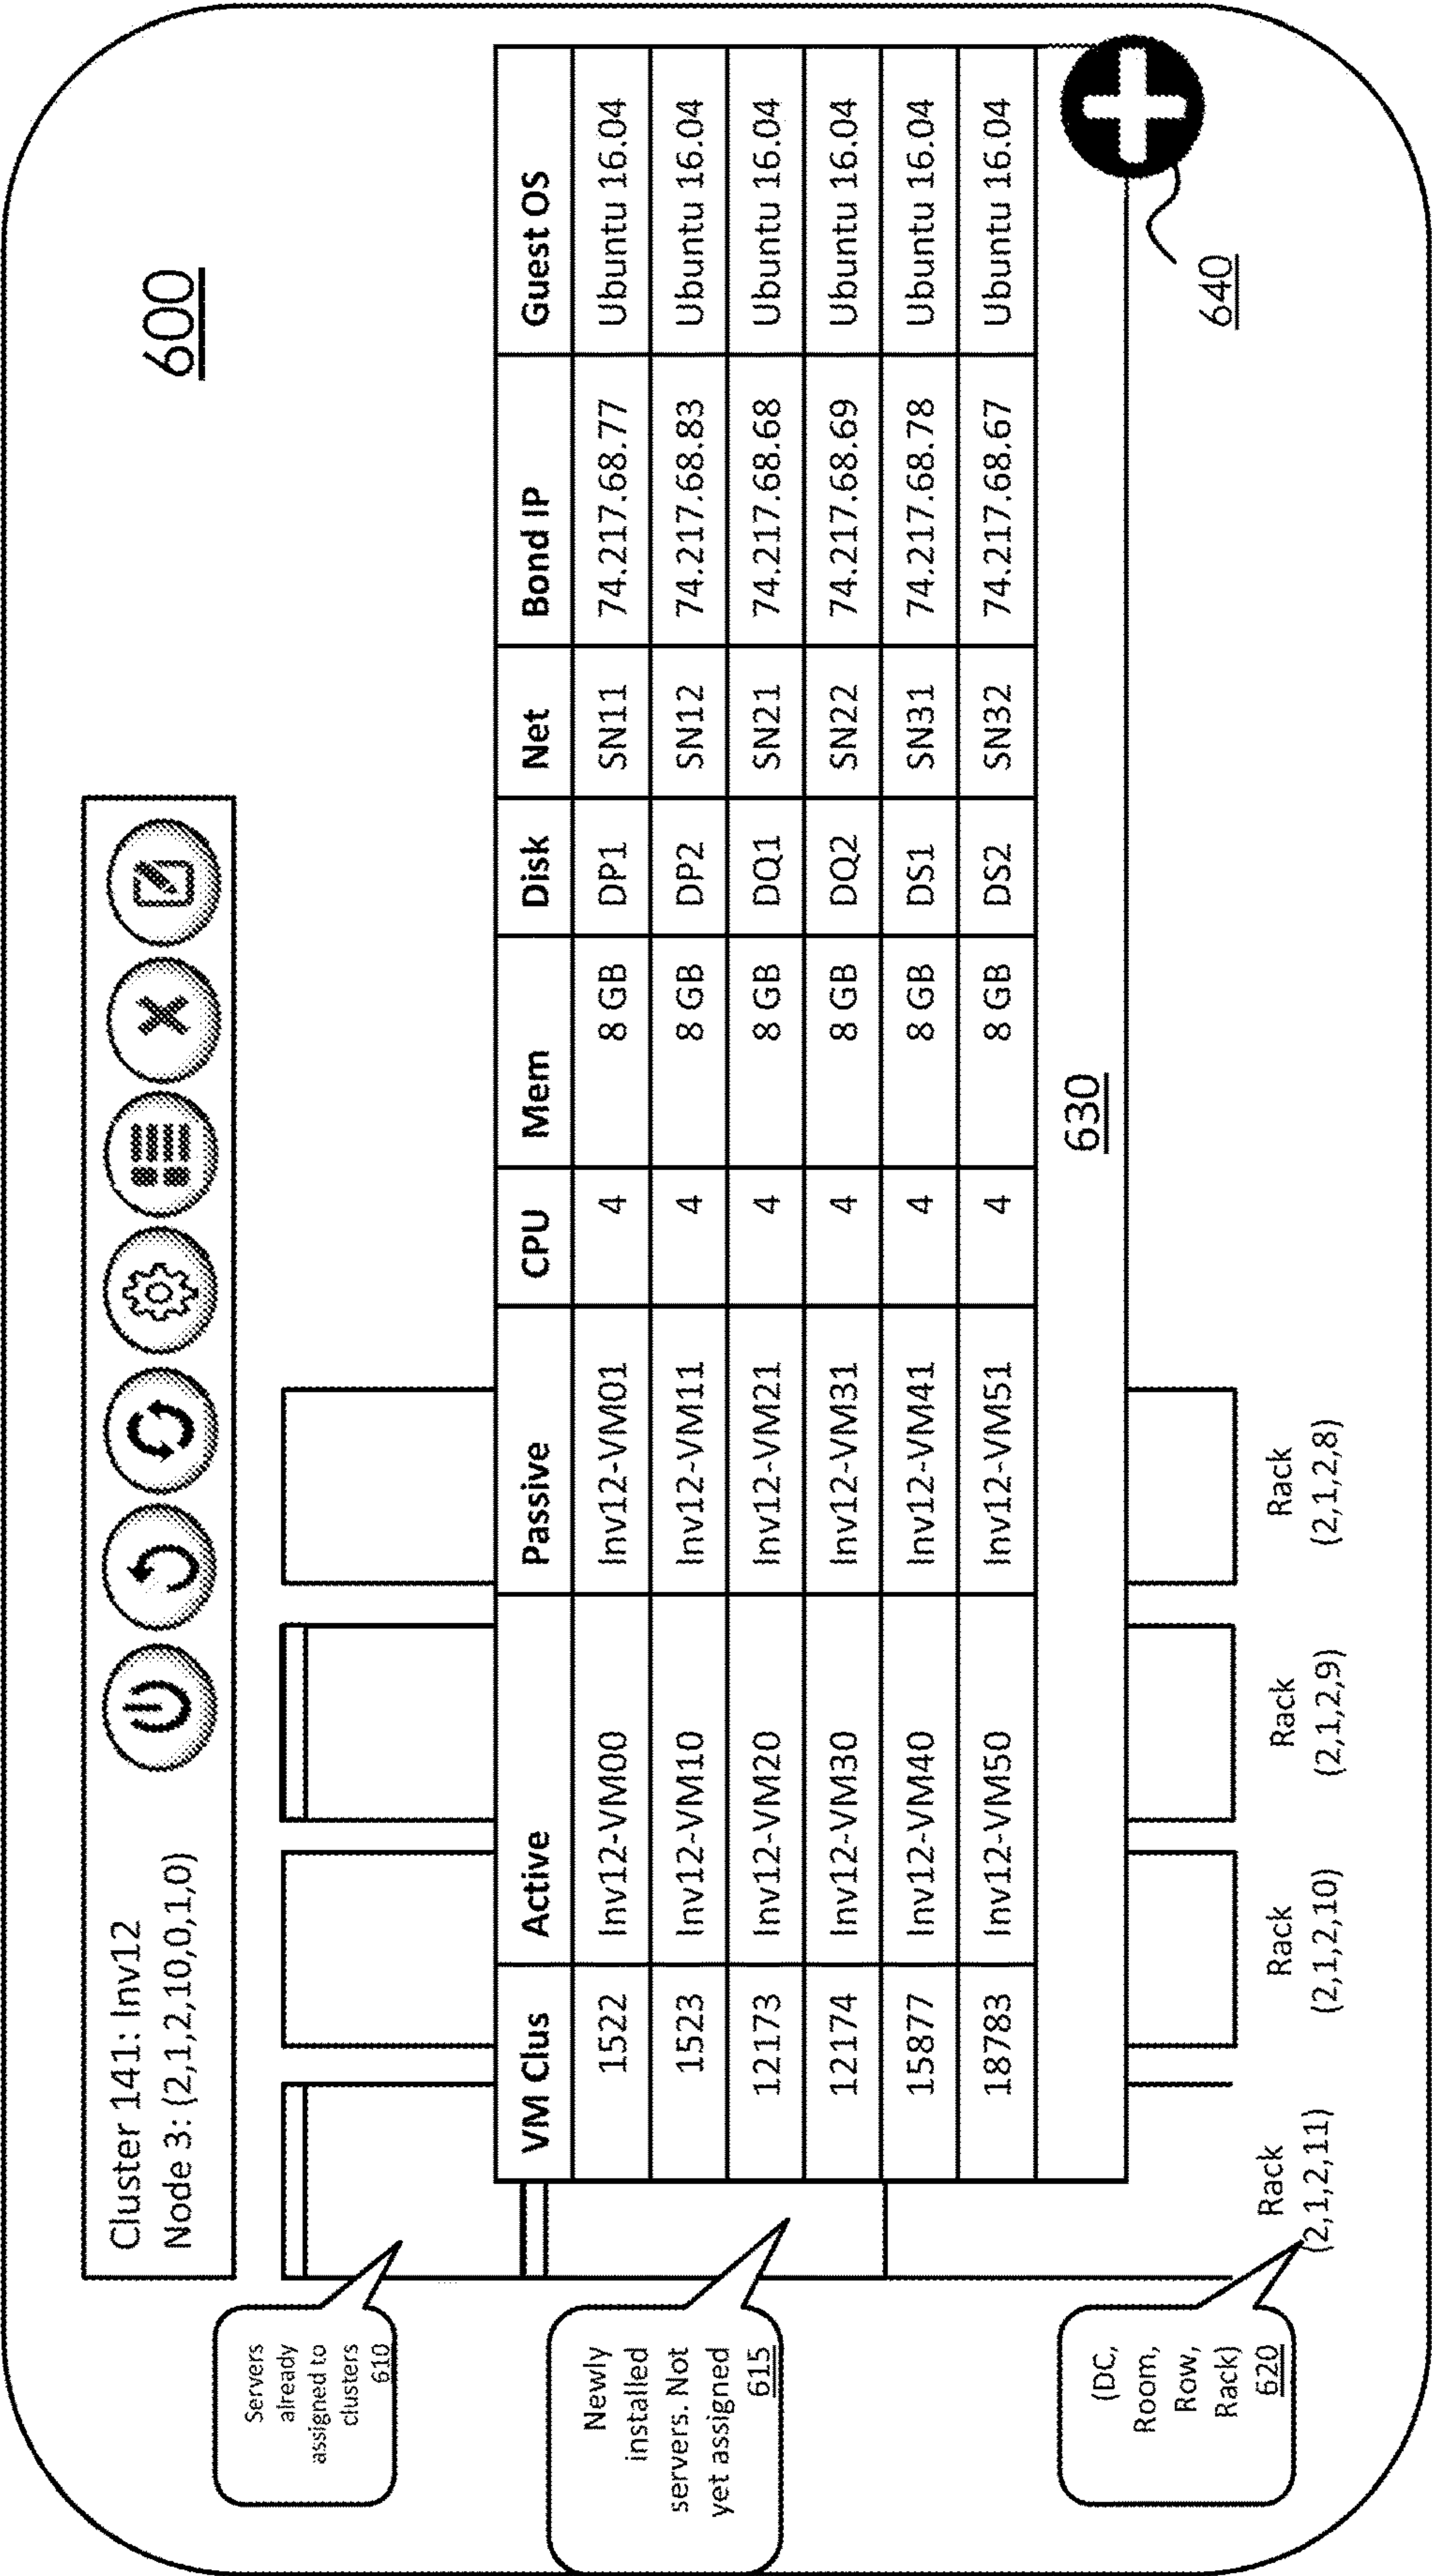 600
Cluster 141: Inv12
Node 3: (2,1,2,10,0,1,0)
Servers
already
assigned to
clusters
610
Newly
installed
servers. Not
yet assigned
615
(DC,
Room,
Row,
Rack)
620
VM Clus Active Passive CPU Mem Disk Net Bond IP Guest OS
1522 Inv12-VM00 Inv12-VM01 4 8 GB DP1 SN11 74.217.68.77 Ubuntu 16.04
1523 Inv12-VM10 Inv12-VM11 4 8 GB DP2 SN12 74.217.68.83 Ubuntu 16.04
12173 Inv12-VM20 Inv12-VM21 4 8 GB DQ1 SN21 74.217.68.68 Ubuntu 16.04
12174 Inv12-VM30 Inv12-VM31 4 8 GB DQ2 SN22 74.217.68.69 Ubuntu 16.04
15877 Inv12-VM40 Inv12-VM41 4 8 GB DS1 SN31 74.217.68.78 Ubuntu 16.04
18783 Inv12-VM50 Inv12-VM51 4 8 GB DS2 SN32 74.217.68.67 Ubuntu 16.04
630
640
Rack
(2,1,2,11)
Rack
(2,1,2,10)
Rack
(2,1,2,9)
Rack
(2,1,2,8)